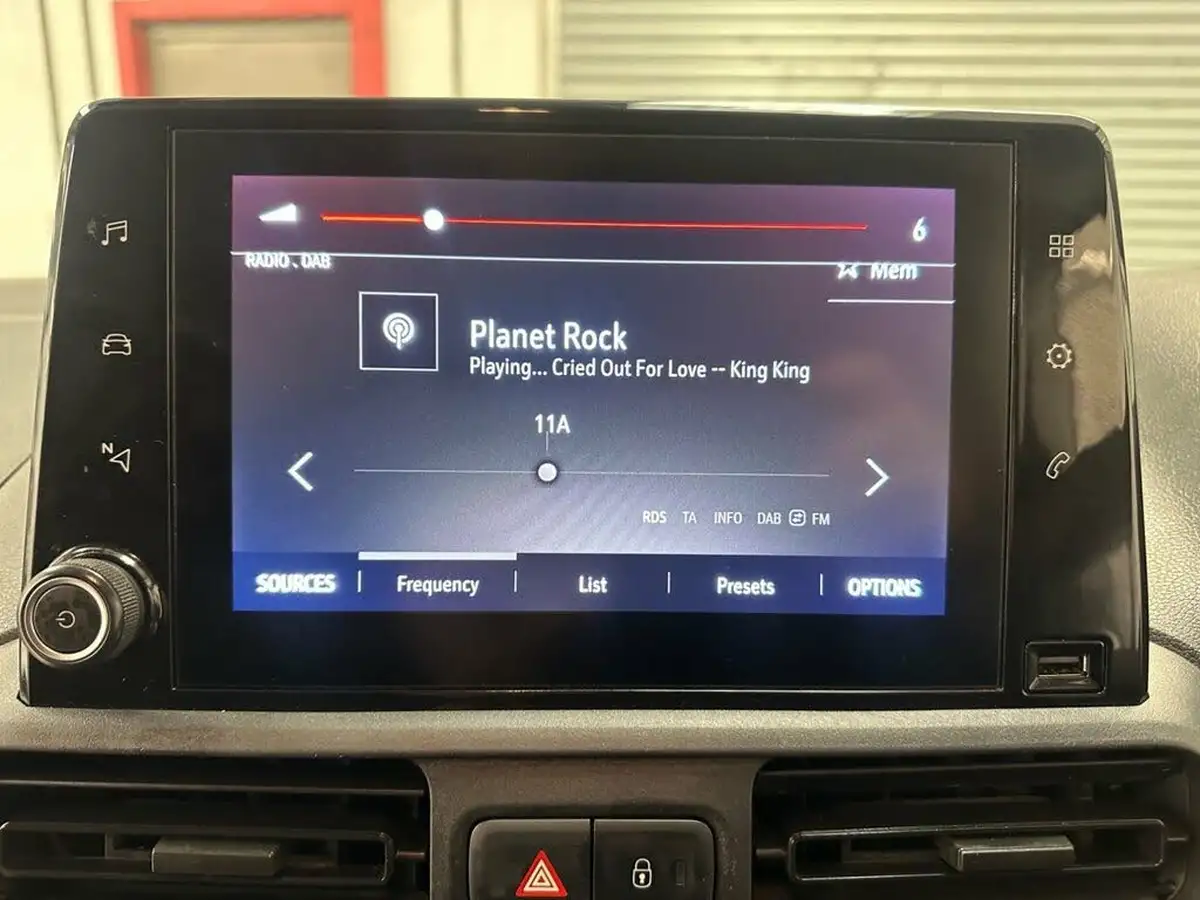 6
RADIO . DAB
Mem
Planet Rock
Playing... Cried Out For Love -- King King
11A
N
RDS TA INFO DAB FM
SOURCES Frequency List Presets OPTIONS